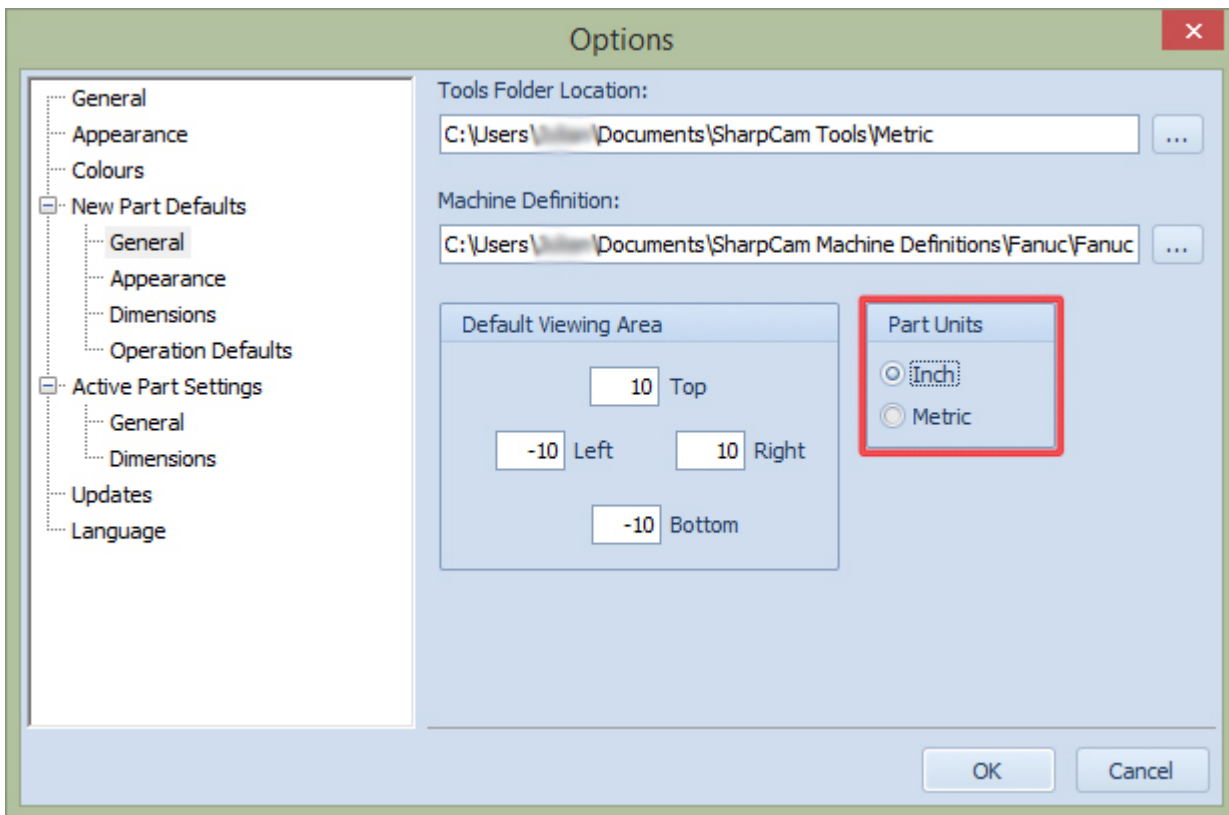 Options
General
Appearance
Colours
New Part Defaults
General
Appearance
Dimensions
Operation Defaults
Active Part Settings
General
Dimensions
Updates
Language
Tools Folder Location:
C:\Users\ \Documents\SharpCam Tools\Metric
...
Machine Definition:
C:\Users\ \Documents\SharpCam Machine Definitions\Fanuc\Fanuc
...
Default Viewing Area
10 Top
-10 Left 10 Right
-10 Bottom
Part Units
Inch
Metric
OK Cancel